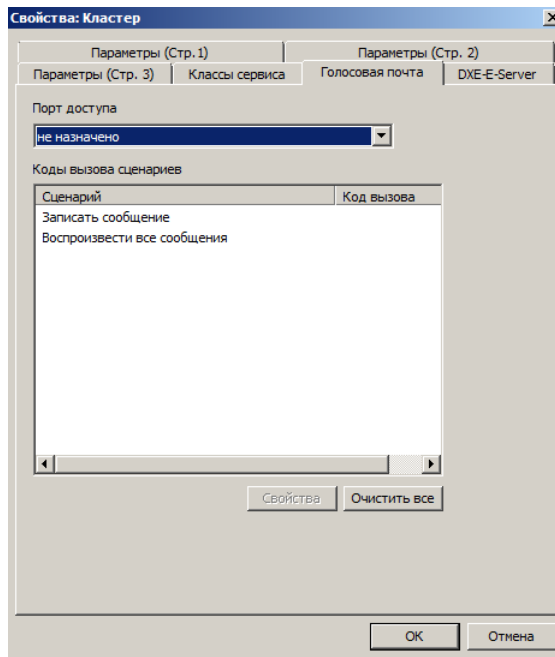 Свойства: Кластер
Параметры (Стр.1) Параметры (Стр. 2)
Параметры (Стр. 3) Классы сервиса Голосовая почта DXE-E-Server
Порт доступа
не назначено
Коды вызова сценариев
Сценарий Код вызова
Записать сообщение
Воспроизвести все сообщения
Свойства Очистить все
OK Отмена